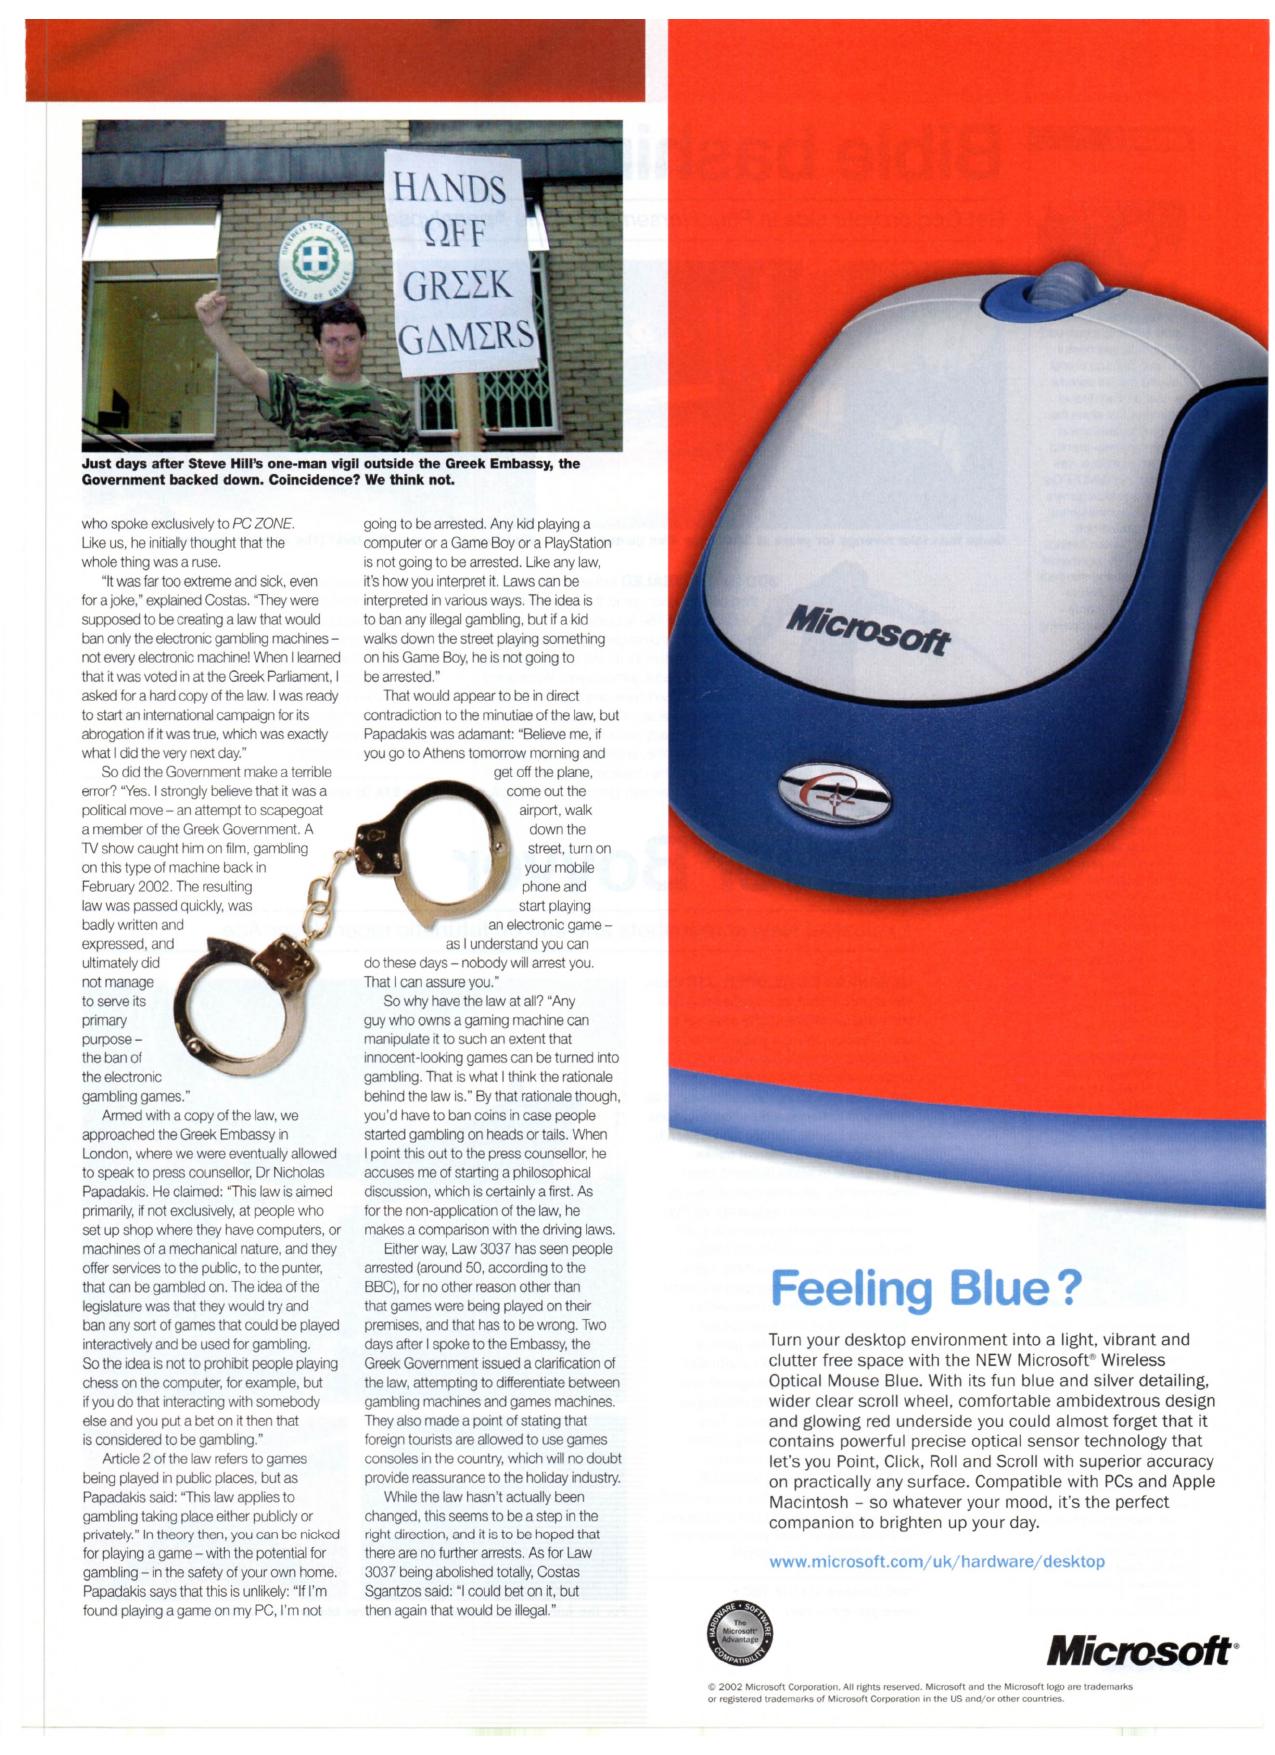 HΛNDS
ΩFF
GRΣΣK
GΔMΣRS
ΠΡΕΣΒΕΙΑ ΤΗΣ ΕΛΛΑΔΟΣ
EMBASSY OF GREECE
Just days after Steve Hill's one-man vigil outside the Greek Embassy, the
Government backed down. Coincidence? We think not.
who spoke exclusively to PC ZONE.
Like us, he initially thought that the
whole thing was a ruse.
"It was far too extreme and sick, even
for a joke," explained Costas. "They were
supposed to be creating a law that would
ban only the electronic gambling machines –
not every electronic machine! When I learned
that it was voted in at the Greek Parliament, I
asked for a hard copy of the law. I was ready
to start an international campaign for its
abrogation if it was true, which was exactly
what I did the very next day."
So did the Government make a terrible
error? "Yes. I strongly believe that it was a
political move – an attempt to scapegoat
a member of the Greek Government. A
TV show caught him on film, gambling
on this type of machine back in
February 2002. The resulting
law was passed quickly, was
badly written and
expressed, and
ultimately did
not manage
to serve its
primary
purpose –
the ban of
the electronic
gambling games."
Armed with a copy of the law, we
approached the Greek Embassy in
London, where we were eventually allowed
to speak to press counsellor, Dr Nicholas
Papadakis. He claimed: "This law is aimed
primarily, if not exclusively, at people who
set up shop where they have computers, or
machines of a mechanical nature, and they
offer services to the public, to the punter,
that can be gambled on. The idea of the
legislature was that they would try and
ban any sort of games that could be played
interactively and be used for gambling.
So the idea is not to prohibit people playing
chess on the computer, for example, but
if you do that interacting with somebody
else and you put a bet on it then that
is considered to be gambling."
Article 2 of the law refers to games
being played in public places, but as
Papadakis said: "This law applies to
gambling taking place either publicly or
privately." In theory then, you can be nicked
for playing a game – with the potential for
gambling – in the safety of your own home.
Papadakis says that this is unlikely: "If I'm
found playing a game on my PC, I'm not
going to be arrested. Any kid playing a
computer or a Game Boy or a PlayStation
is not going to be arrested. Like any law,
it's how you interpret it. Laws can be
interpreted in various ways. The idea is
to ban any illegal gambling, but if a kid
walks down the street playing something
on his Game Boy, he is not going to
be arrested."
That would appear to be in direct
contradiction to the minutiae of the law, but
Papadakis was adamant: "Believe me, if
you go to Athens tomorrow morning and
get off the plane,
come out the
airport, walk
down the
street, turn on
your mobile
phone and
start playing
an electronic game –
as I understand you can
do these days – nobody will arrest you.
That I can assure you."
So why have the law at all? "Any
guy who owns a gaming machine can
manipulate it to such an extent that
innocent-looking games can be turned into
gambling. That is what I think the rationale
behind the law is." By that rationale though,
you'd have to ban coins in case people
started gambling on heads or tails. When
I point this out to the press counsellor, he
accuses me of starting a philosophical
discussion, which is certainly a first. As
for the non-application of the law, he
makes a comparison with the driving laws.
Either way, Law 3037 has seen people
arrested (around 50, according to the
BBC), for no other reason other than
that games were being played on their
premises, and that has to be wrong. Two
days after I spoke to the Embassy, the
Greek Government issued a clarification of
the law, attempting to differentiate between
gambling machines and games machines.
They also made a point of stating that
foreign tourists are allowed to use games
consoles in the country, which will no doubt
provide reassurance to the holiday industry.
While the law hasn't actually been
changed, this seems to be a step in the
right direction, and it is to be hoped that
there are no further arrests. As for Law
3037 being abolished totally, Costas
Sgantzos said: "I could bet on it, but
then again that would be illegal."
Microsoft
Feeling Blue?
Turn your desktop environment into a light, vibrant and
clutter free space with the NEW Microsoft® Wireless
Optical Mouse Blue. With its fun blue and silver detailing,
wider clear scroll wheel, comfortable ambidextrous design
and glowing red underside you could almost forget that it
contains powerful precise optical sensor technology that
let's you Point, Click, Roll and Scroll with superior accuracy
on practically any surface. Compatible with PCs and Apple
Macintosh – so whatever your mood, it's the perfect
companion to brighten up your day.
www.microsoft.com/uk/hardware/desktop
HARDWARE • SOFTWARE
The
Microsoft®
Advantage
COMPATIBILITY
Microsoft®
© 2002 Microsoft Corporation. All rights reserved. Microsoft and the Microsoft logo are trademarks
or registered trademarks of Microsoft Corporation in the US and/or other countries.